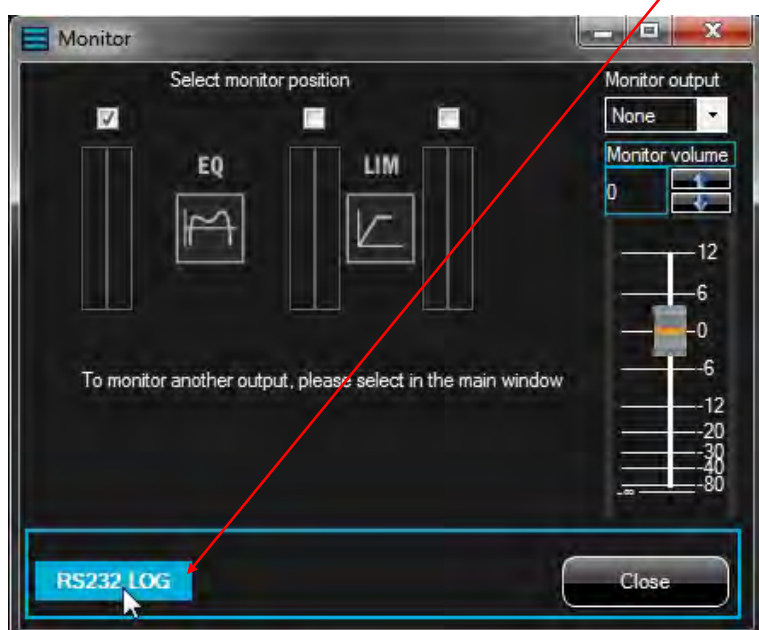 Monitor
Select monitor position
Monitor output
None
Monitor volume
0
EQ
LIM
12
6
0
-6
-12
-20
-30
-40
-80
-∞
To monitor another output, please select in the main window
RS232 LOG
Close